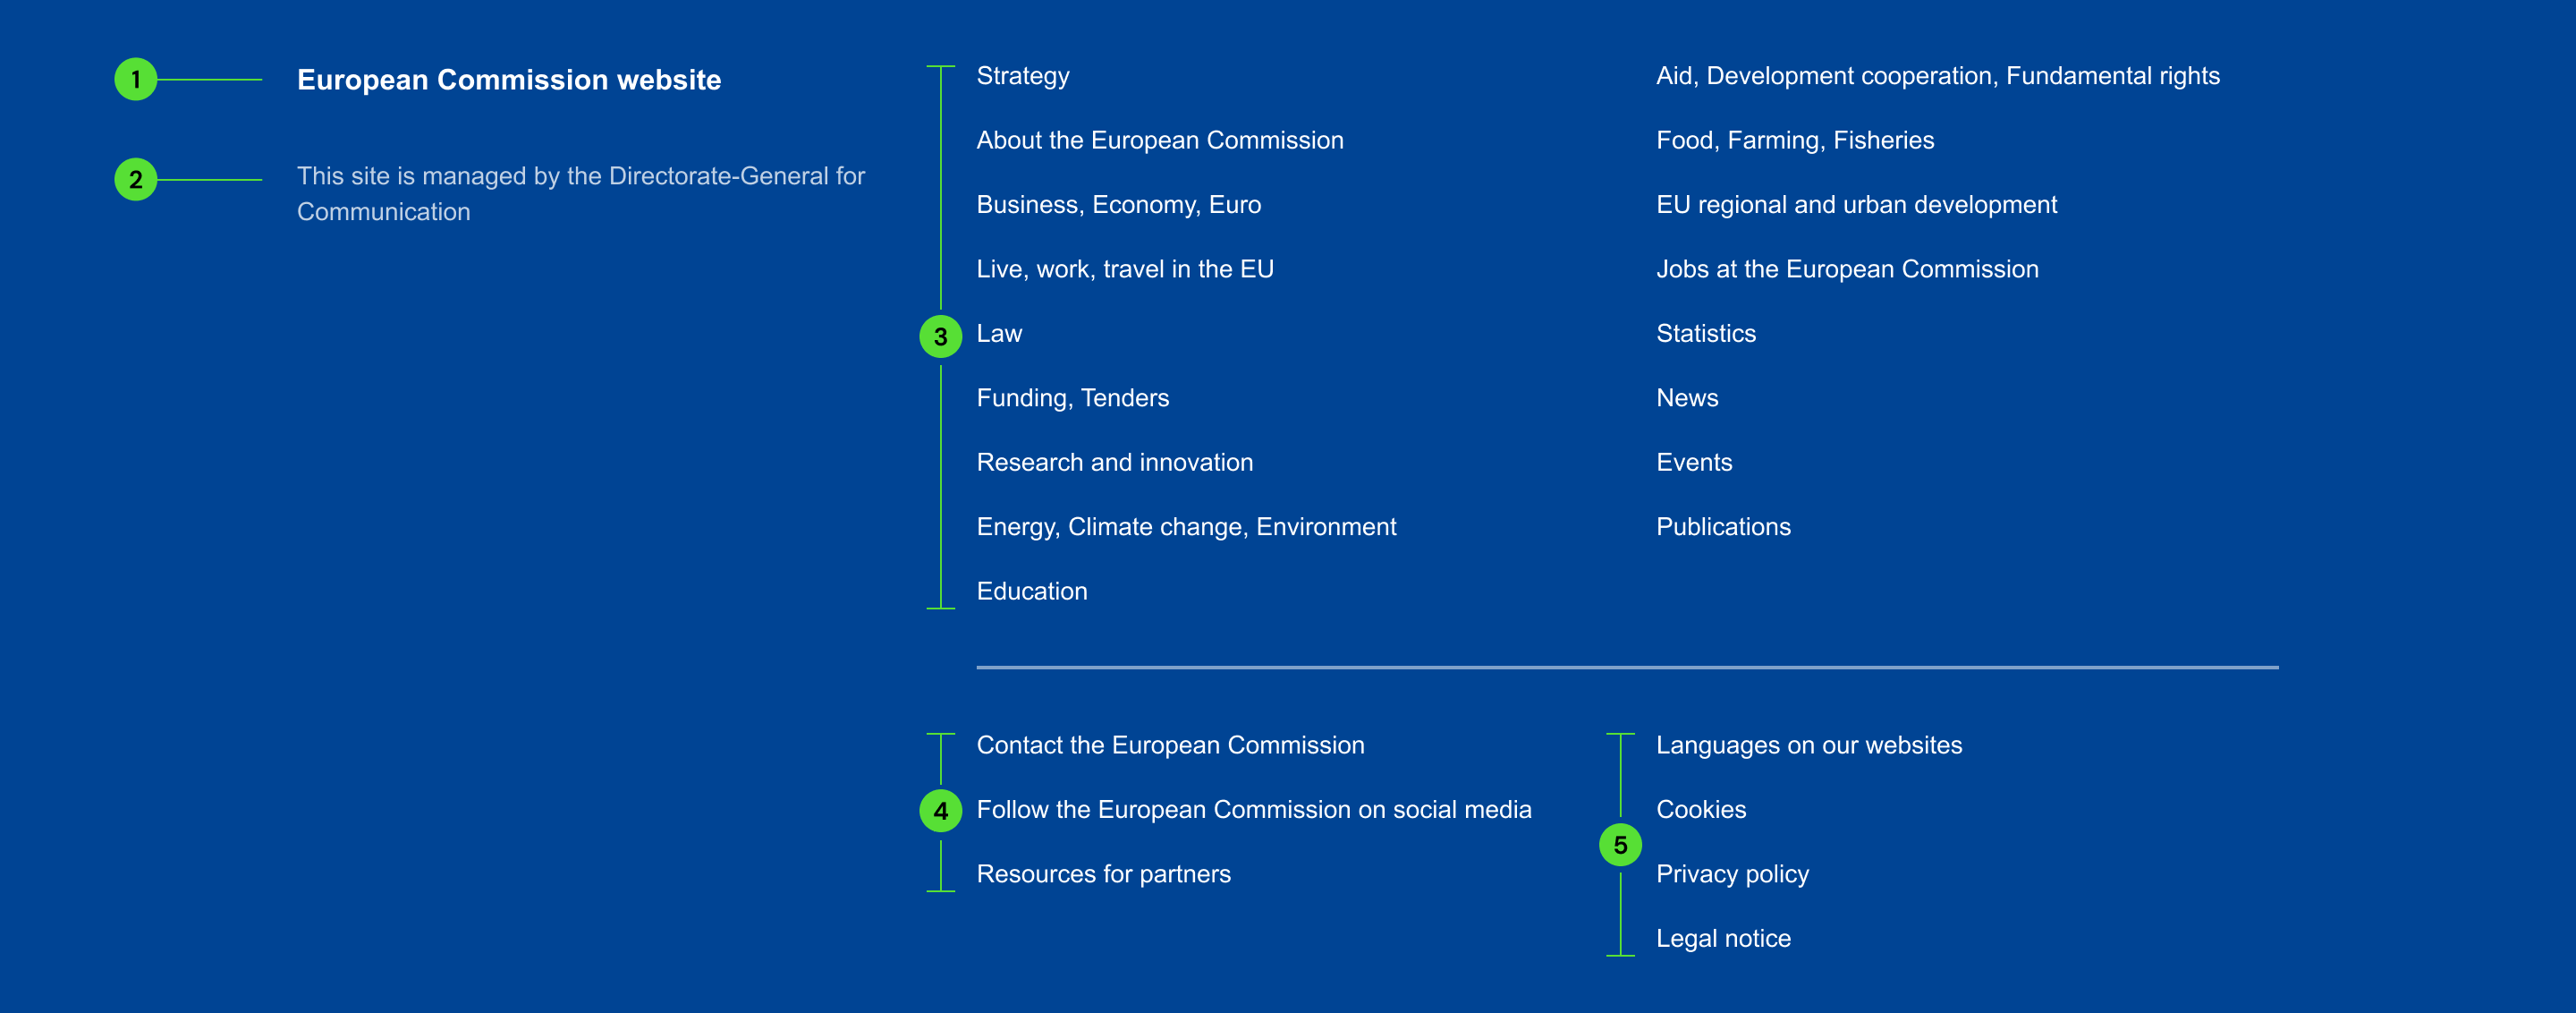 1
European Commission website
2
This site is managed by the Directorate-General for
Communication
3
Strategy
About the European Commission
Business, Economy, Euro
Live, work, travel in the EU
Law
Funding, Tenders
Research and innovation
Energy, Climate change, Environment
Education
Aid, Development cooperation, Fundamental rights
Food, Farming, Fisheries
EU regional and urban development
Jobs at the European Commission
Statistics
News
Events
Publications
4
Contact the European Commission
Follow the European Commission on social media
Resources for partners
5
Languages on our websites
Cookies
Privacy policy
Legal notice